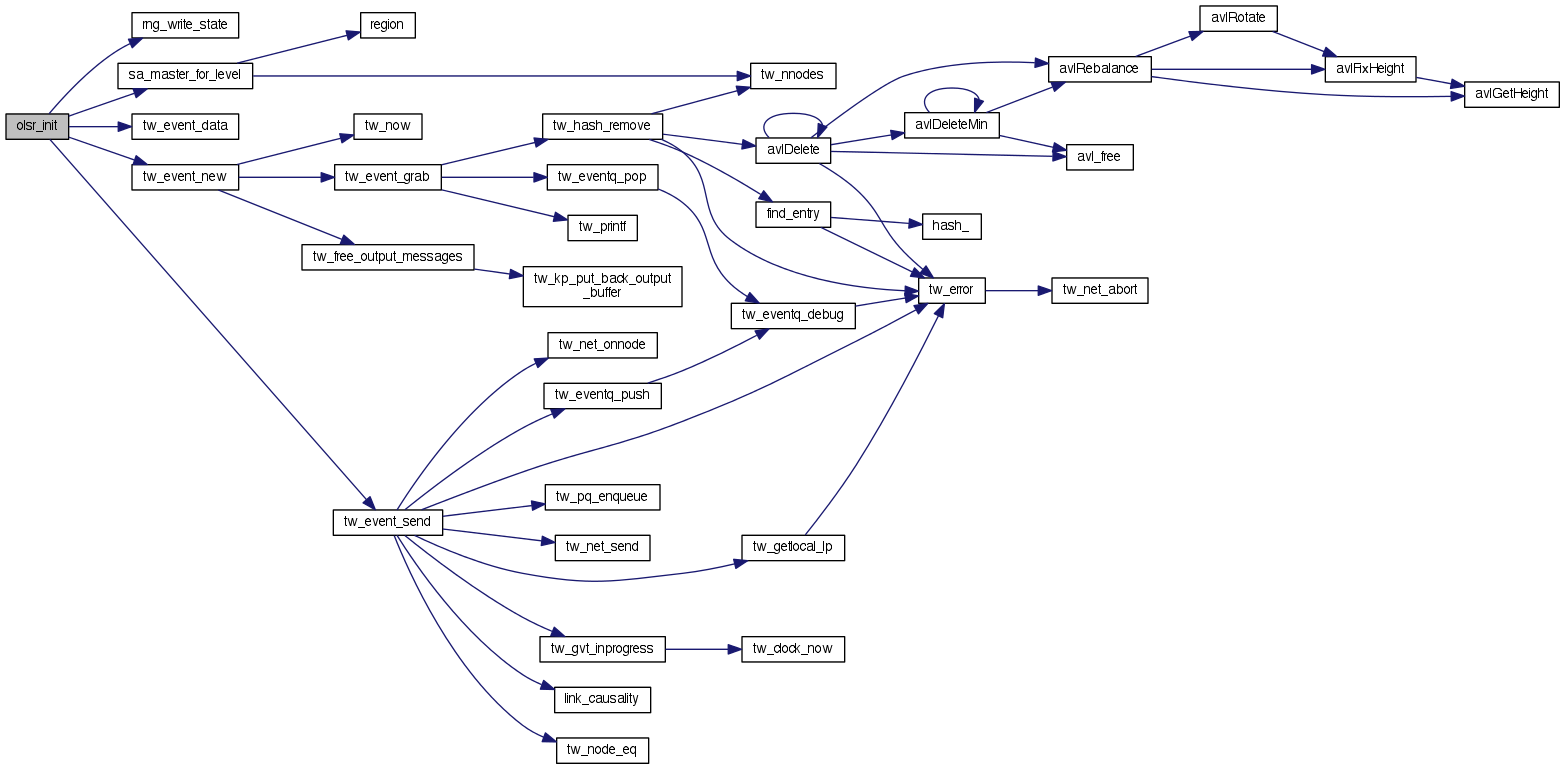 olsr_init
rng_write_state
sa_master_for_level
tw_event_data
tw_event_new
region
tw_now
tw_event_grab
tw_free_output_messages
tw_event_send
tw_hash_remove
tw_eventq_pop
tw_printf
tw_kp_put_back_output
_buffer
tw_net_onnode
tw_eventq_push
tw_pq_enqueue
tw_net_send
tw_gvt_inprogress
link_causality
tw_node_eq
tw_nnodes
avlDelete
find_entry
tw_eventq_debug
tw_getlocal_lp
tw_clock_now
avlDeleteMin
hash_
tw_error
avlRebalance
avl_free
tw_net_abort
avlRotate
avlFixHeight
avlGetHeight